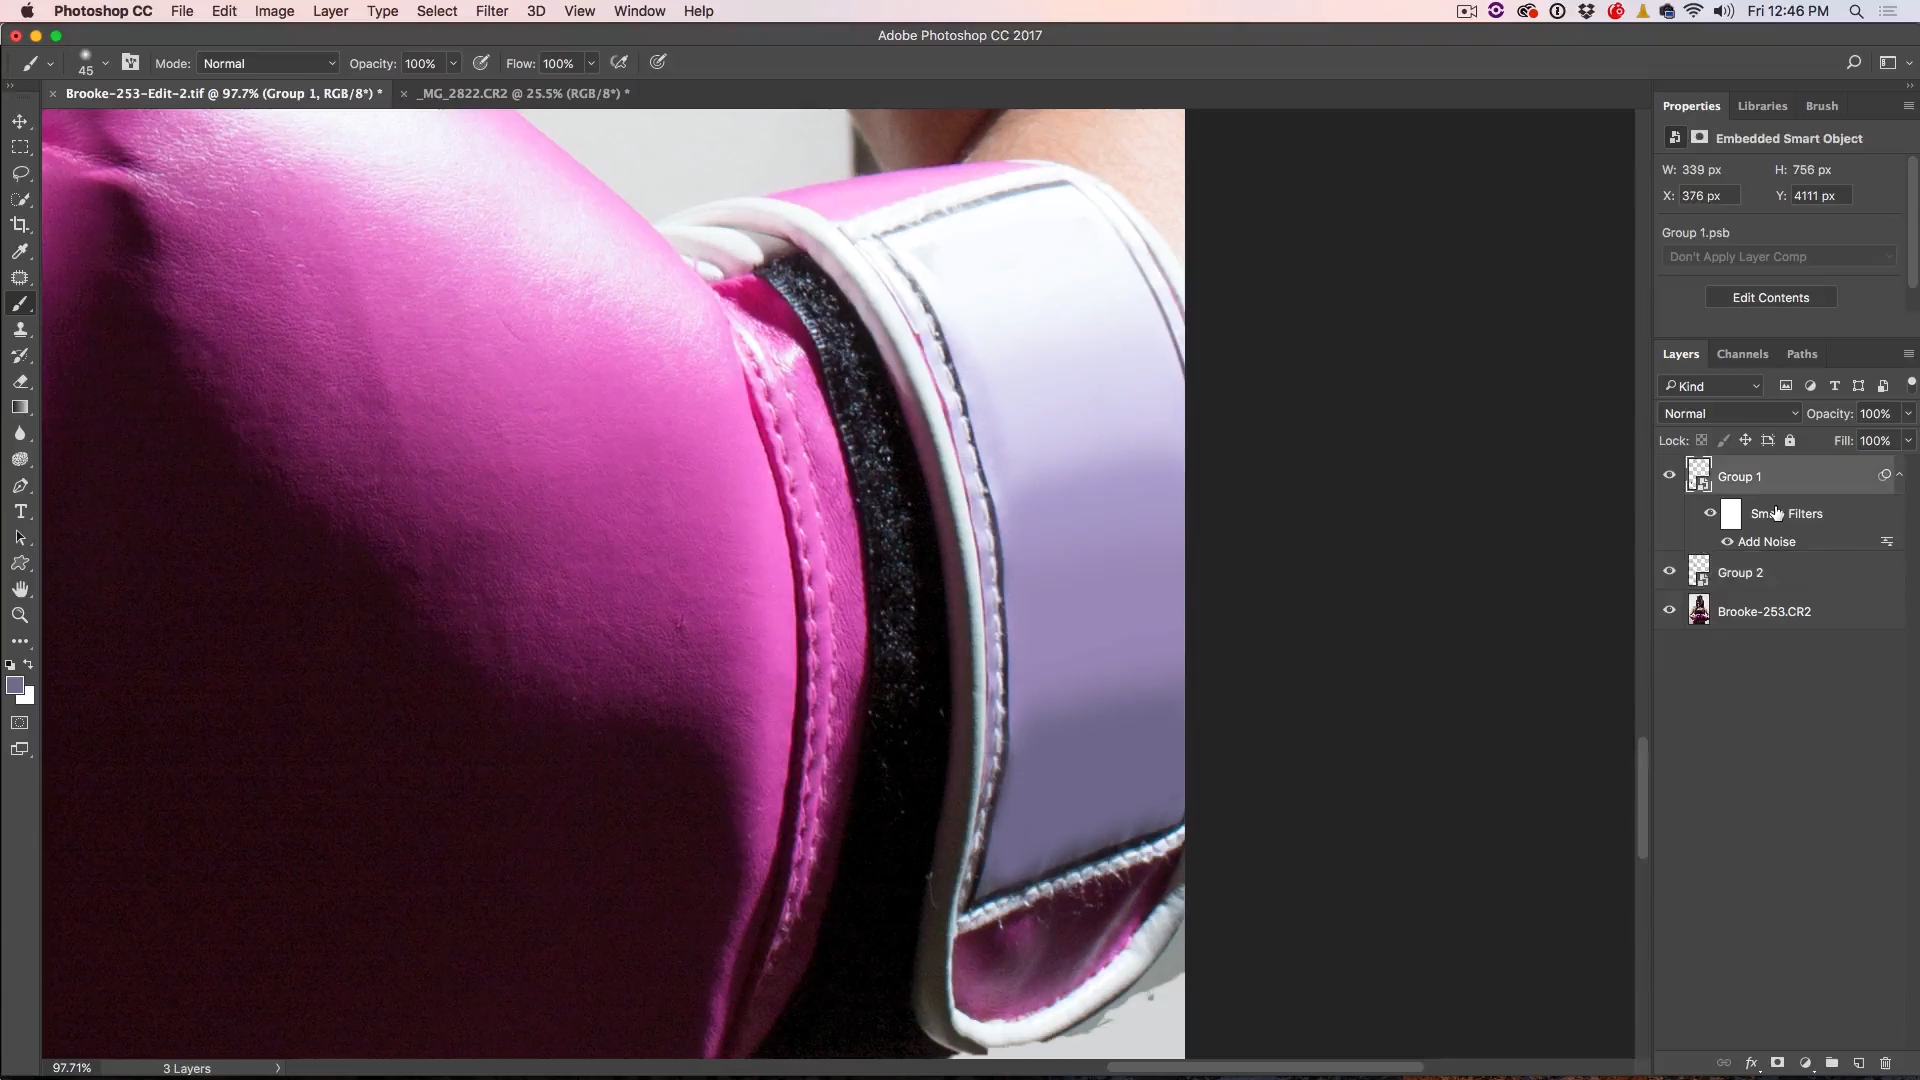 Photoshop CC File Edit Image Layer Type Select Filter 3D View Window Help Fri 12:46 PM
Adobe Photoshop CC 2017
45 Mode: Normal Opacity: 100% Flow: 100%
Brooke-253-Edit-2.tif @ 97.7% (Group 1, RGB/8*) * _MG_2822.CR2 @ 25.5% (RGB/8*) *
Properties Libraries Brush
Embedded Smart Object
W: 339 px H: 756 px
X: 376 px Y: 4111 px
Group 1.psb
Don't Apply Layer Comp
Edit Contents
Layers Channels Paths
Kind
Normal Opacity: 100%
Lock: Fill: 100%
Group 1
Smart Filters
Add Noise
Group 2
Brooke-253.CR2
97.71% 3 Layers